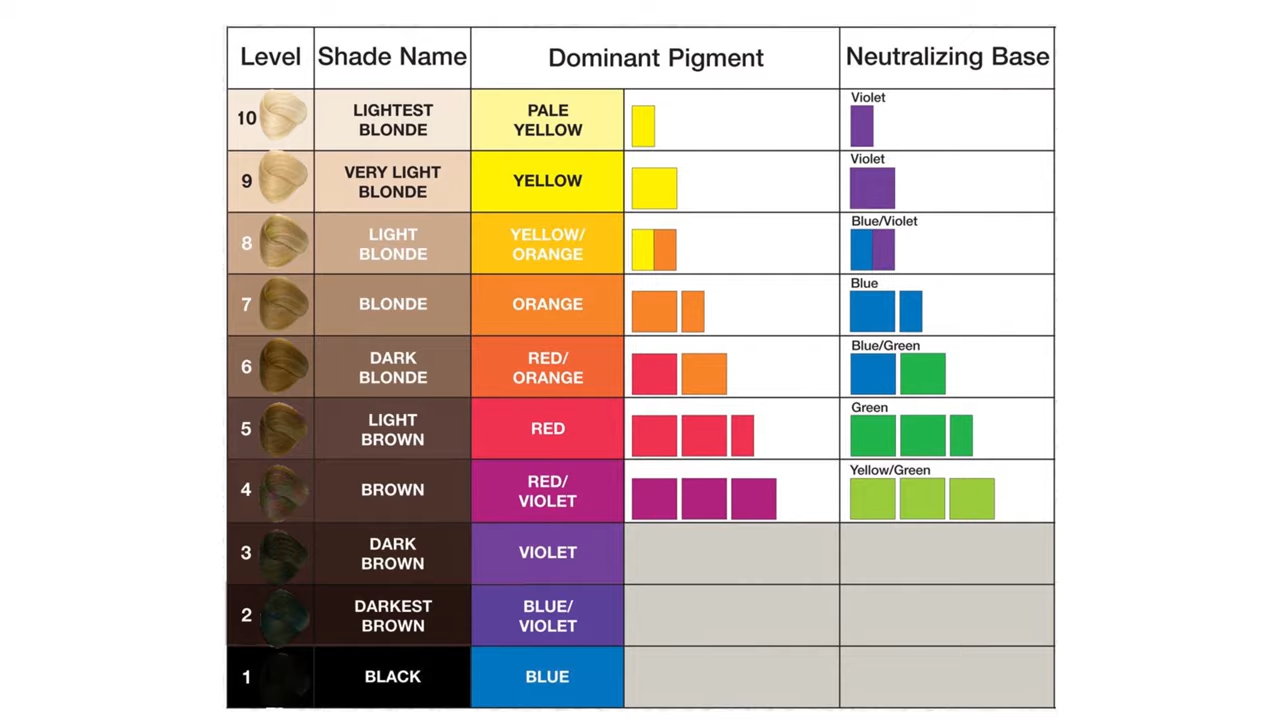 Level Shade Name Dominant Pigment Neutralizing Base
10
LIGHTEST
BLONDE
PALE
YELLOW
Violet
9
VERY LIGHT
BLONDE
YELLOW
Violet
8
LIGHT
BLONDE
YELLOW/
ORANGE
Blue/Violet
7
BLONDE
ORANGE
Blue
6
DARK
BLONDE
RED/
ORANGE
Blue/Green
5
LIGHT
BROWN
RED
Green
4
BROWN
RED/
VIOLET
Yellow/Green
3
DARK
BROWN
VIOLET
2
DARKEST
BROWN
BLUE/
VIOLET
1
BLACK
BLUE